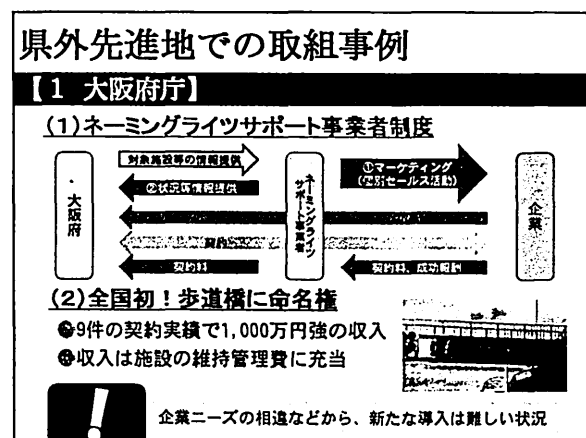 県外先進地での取組事例
【1 大阪府庁】
(1)ネーミングライツサポート事業者制度
対象施設等の情報提供
②状況等情報提供
契約料
大阪府
ネーミングライツ
サポート事業者
①マーケティング
(個別セールス活動)
契約料、成功報酬
企業
(2)全国初!歩道橋に命名権
9件の契約実績で1,000万円強の収入
収入は施設の維持管理費に充当
!
企業ニーズの相違などから、新たな導入は難しい状況